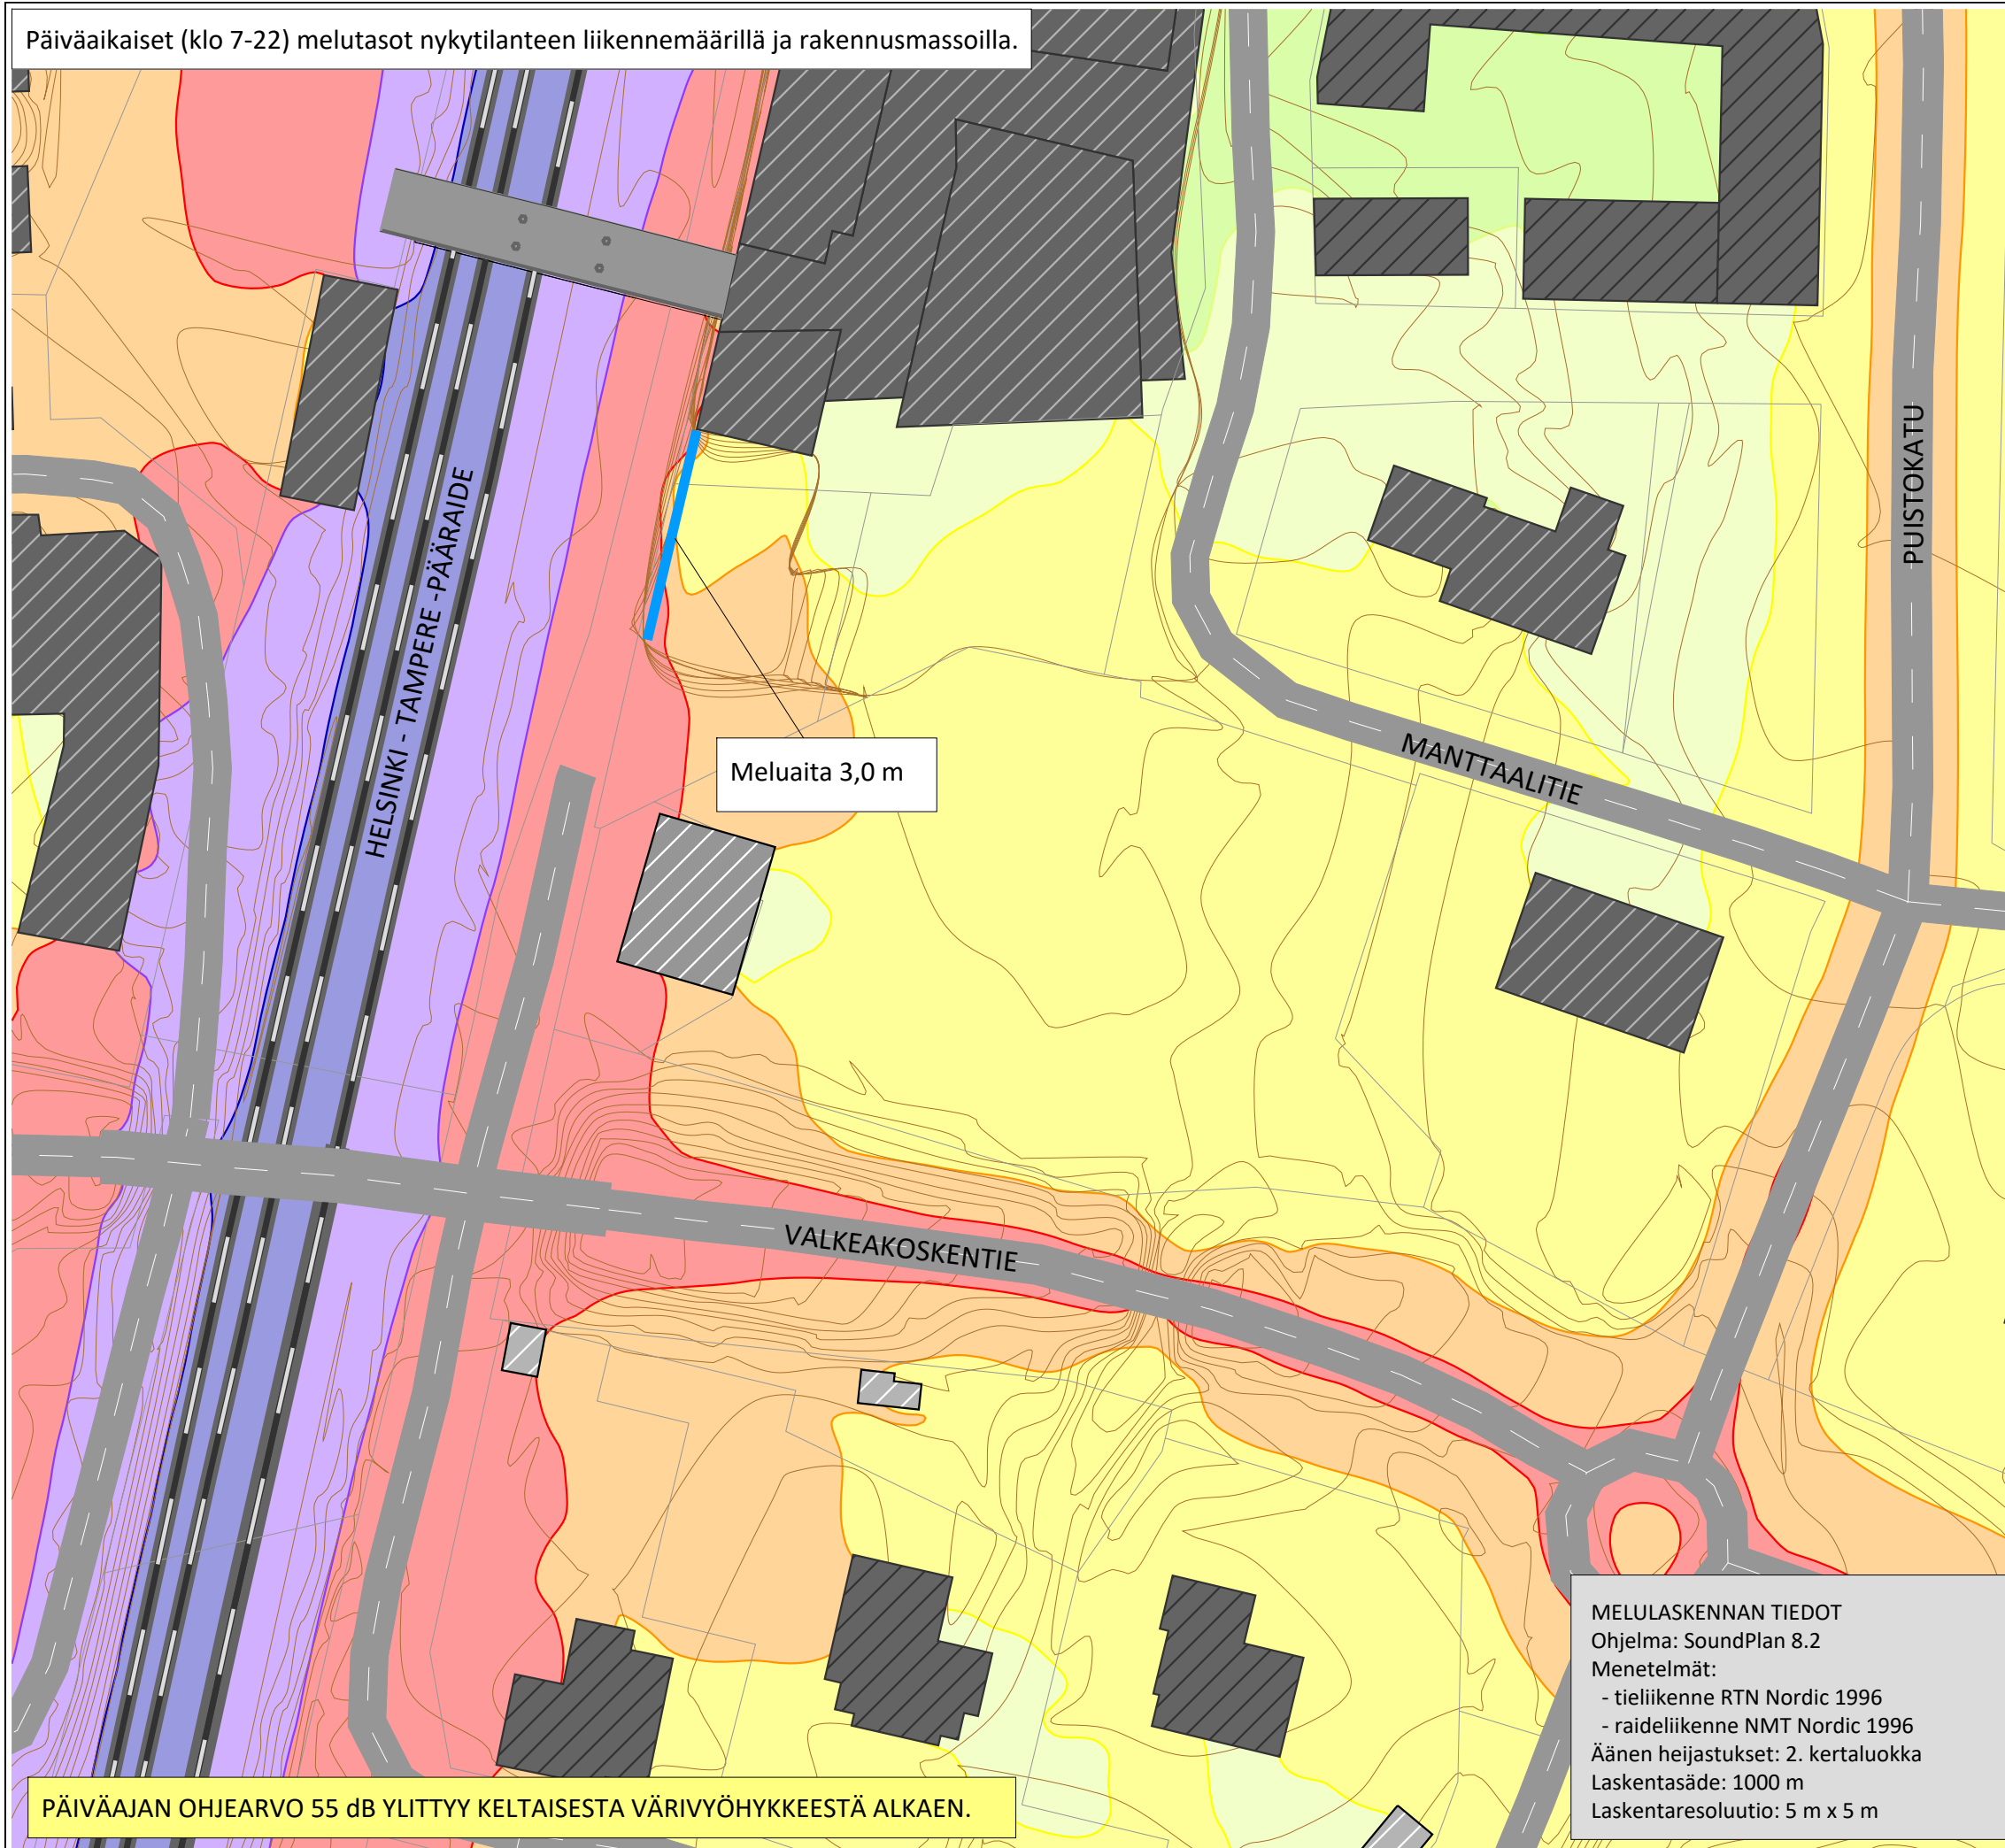 Päiväaikaiset (klo 7-22) melutasot nykytilanteen liikennemäärillä ja rakennusmassoilla.
PUISTOKATU
HELSINKI - TAMPERE -PÄÄRAIDE
Meluaita 3,0 m
MANTTAALITIE
VALKEAKOSKENTIE
MELULASKENNAN TIEDOT
Ohjelma: SoundPlan 8.2
Menetelmät:
- tieliikenne RTN Nordic 1996
- raideliikenne NMT Nordic 1996
Äänen heijastukset: 2. kertaluokka
Laskentasäde: 1000 m
Laskentaresoluutio: 5 m x 5 m
PÄIVÄAJAN OHJEARVO 55 dB YLITTYY KELTAISESTA VÄRIVYÖHYKKEESTÄ ALKAEN.